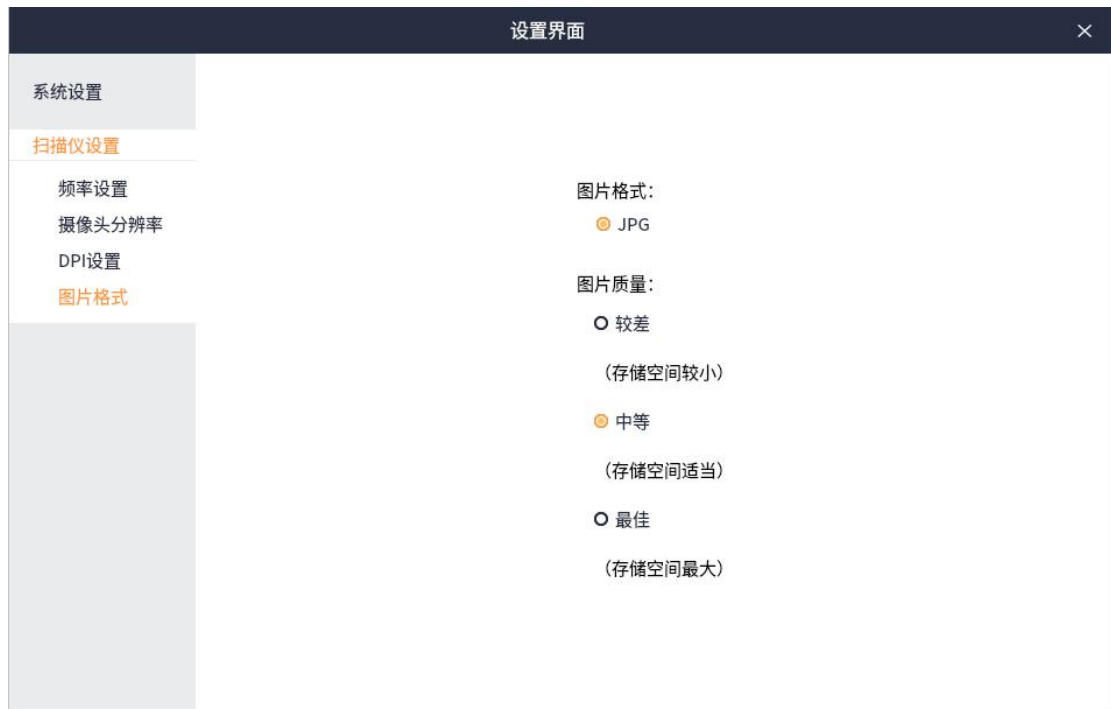 设置界面
系统设置
扫描仪设置
频率设置
摄像头分辨率
DPI设置
图片格式
图片格式：
JPG
图片质量：
较差
（存储空间较小）
中等
（存储空间适当）
最佳
（存储空间最大）